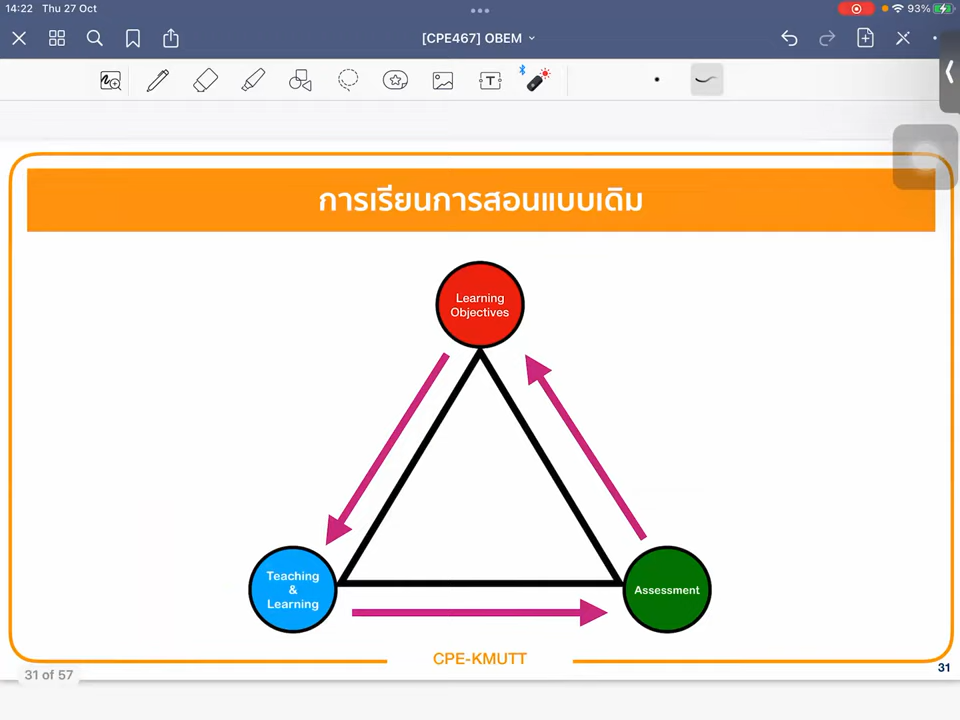 14:22 Thu 27 Oct
93%
[CPE467] OBEM
T
การเรียนการสอนแบบเดิม
Learning
Objectives
Teaching
&
Learning
Assessment
CPE-KMUTT
31
31 of 57